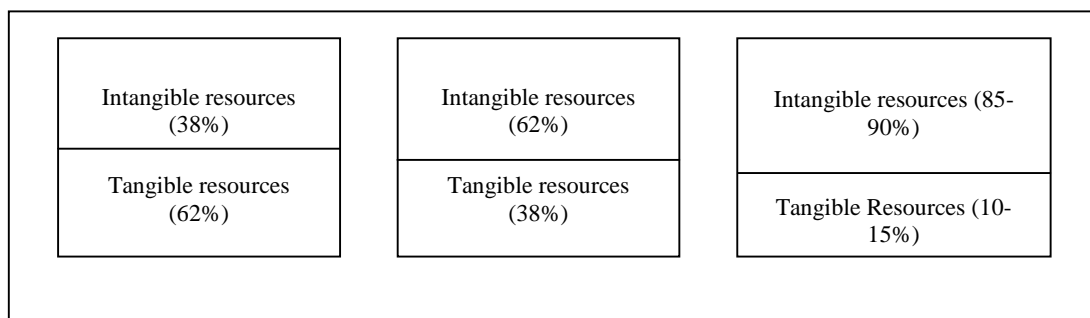 Intangible resources
(38%)
Tangible resources
(62%)
Intangible resources
(62%)
Tangible resources
(38%)
Intangible resources (85-
90%)
Tangible Resources (10-
15%)